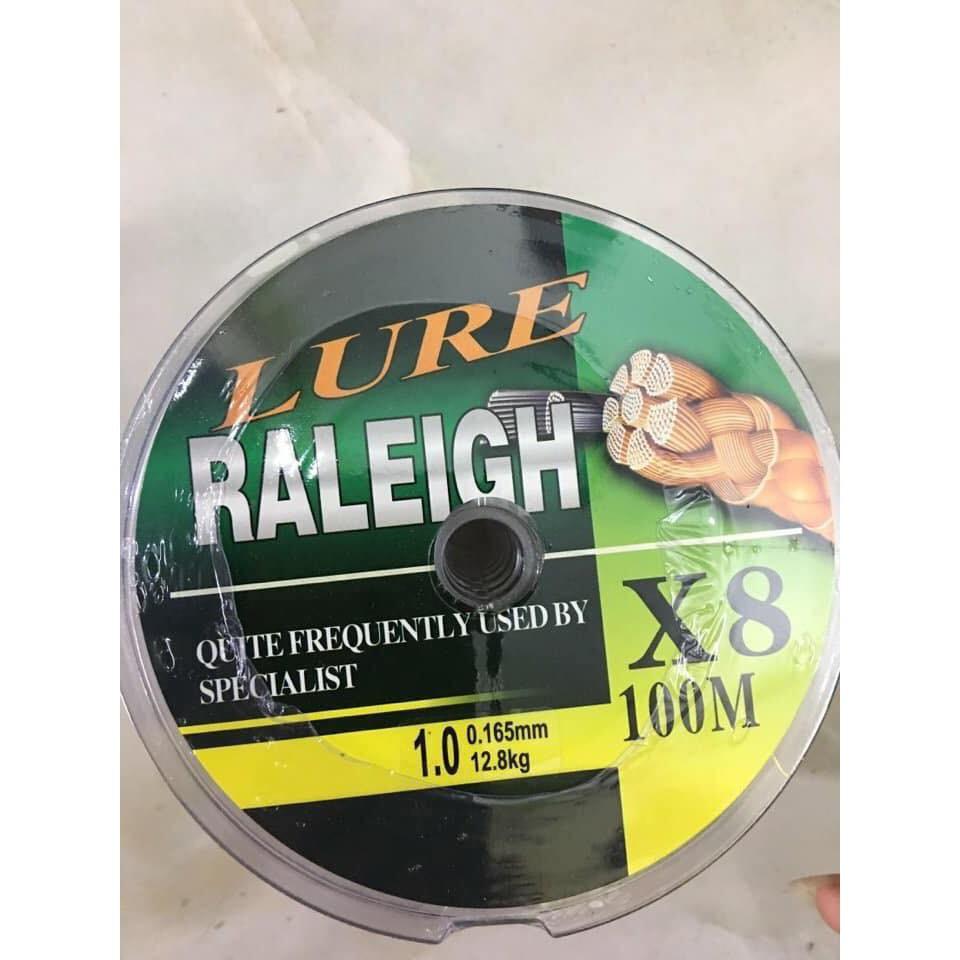 LURE
RALEIGH
QUITE FREQUENTLY USED BY
SPECIALIST
X8
100M
1.0 0.165mm
12.8kg